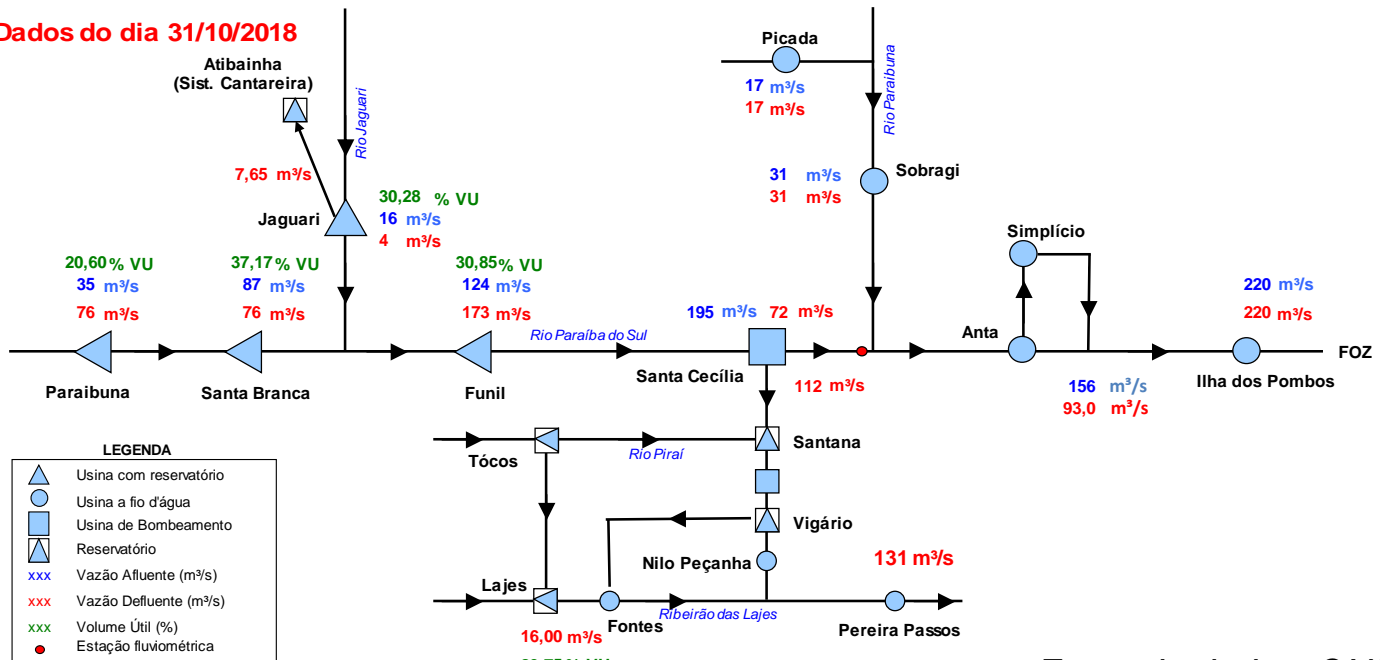 Dados do dia 31/10/2018
Atibainha
(Sist. Cantareira)
Rio Jaguari
7,65 m³/s
Jaguari
30,28 % VU
16 m³/s
4 m³/s
Picada
17 m³/s
17 m³/s
Rio Paraibuna
31 m³/s
31 m³/s
Sobragi
Simplício
20,60% VU
35 m³/s
76 m³/s
Paraibuna
37,17% VU
87 m³/s
76 m³/s
Santa Branca
30,85% VU
124 m³/s
173 m³/s
Funil
Rio Paraíba do Sul
195 m³/s 72 m³/s
Santa Cecília
112 m³/s
Anta
156 m³/s
93,0 m³/s
220 m³/s
220 m³/s
Ilha dos Pombos
FOZ
Tócos
Rio Piraí
Santana
Vigário
Nilo Peçanha
131 m³/s
Lajes
16,00 m³/s
Fontes
Ribeirão das Lajes
Pereira Passos
LEGENDA
Usina com reservatório
Usina a fio d'água
Usina de Bombeamento
Reservatório
xxx Vazão Afluente (m³/s)
xxx Vazão Defluente (m³/s)
xxx Volume Útil (%)
Estação fluviométrica